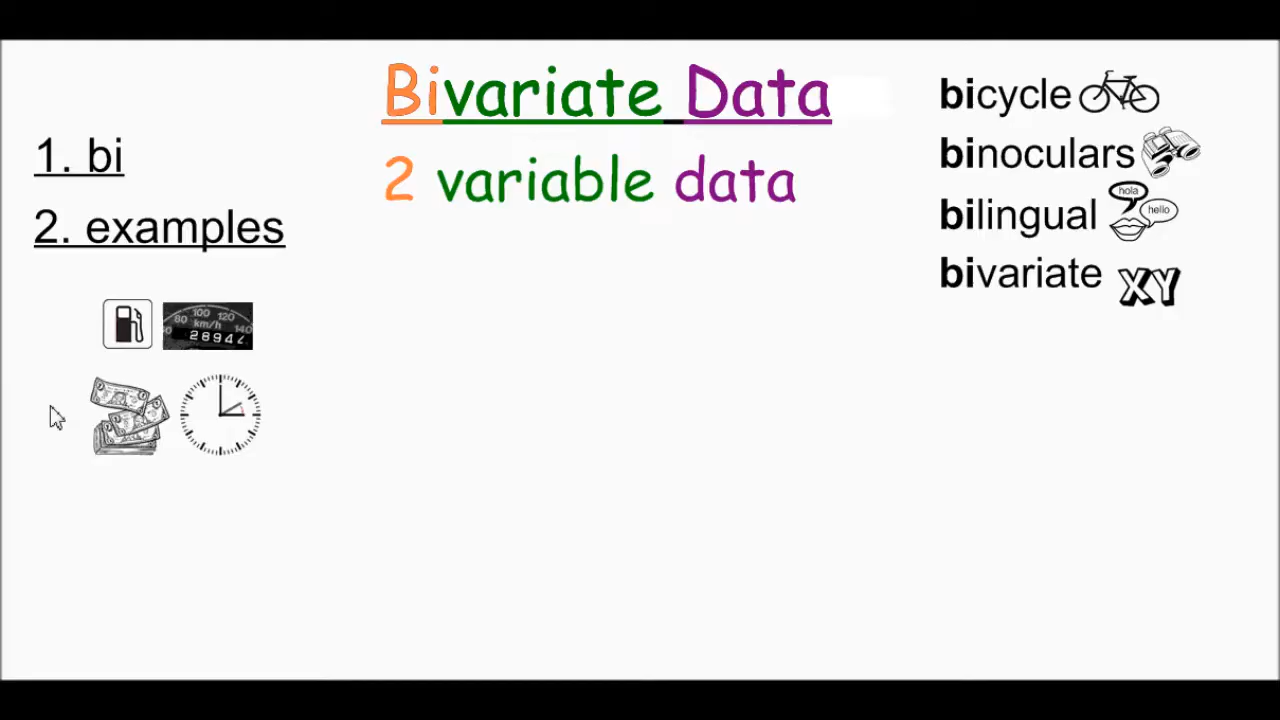 Bivariate Data
2 variable data
1. bi
2. examples
bicycle
binoculars
hola
hello
bilingual
bivariate XY
80 100 120 140
km/h